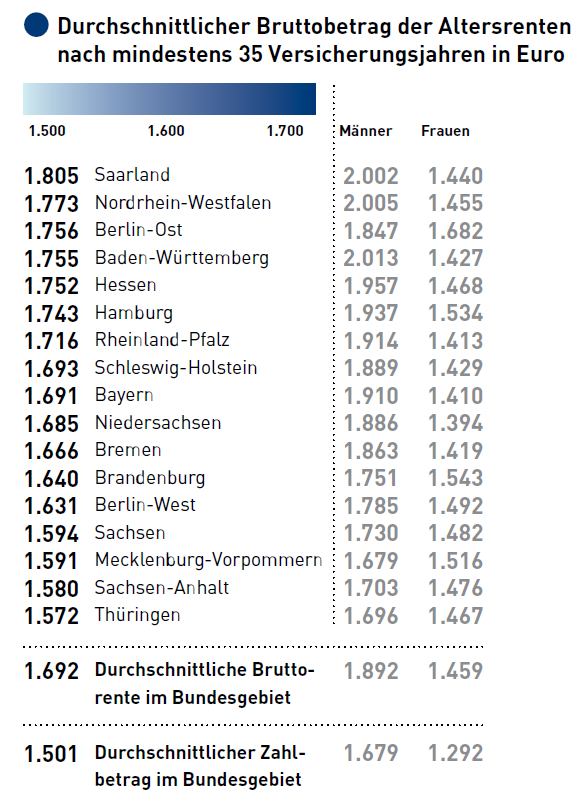 Durchschnittlicher Bruttobetrag der Altersrenten
nach mindestens 35 Versicherungsjahren in Euro
1.500 1.600 1.700 Männer Frauen
1.805 Saarland 2.002 1.440
1.773 Nordrhein-Westfalen 2.005 1.455
1.756 Berlin-Ost 1.847 1.682
1.755 Baden-Württemberg 2.013 1.427
1.752 Hessen 1.957 1.468
1.743 Hamburg 1.937 1.534
1.716 Rheinland-Pfalz 1.914 1.413
1.693 Schleswig-Holstein 1.889 1.429
1.691 Bayern 1.910 1.410
1.685 Niedersachsen 1.886 1.394
1.666 Bremen 1.863 1.419
1.640 Brandenburg 1.751 1.543
1.631 Berlin-West 1.785 1.492
1.594 Sachsen 1.730 1.482
1.591 Mecklenburg-Vorpommern 1.679 1.516
1.580 Sachsen-Anhalt 1.703 1.476
1.572 Thüringen 1.696 1.467
1.692 Durchschnittliche Brutto- 1.892 1.459
rente im Bundesgebiet
1.501 Durchschnittlicher Zahl- 1.679 1.292
betrag im Bundesgebiet